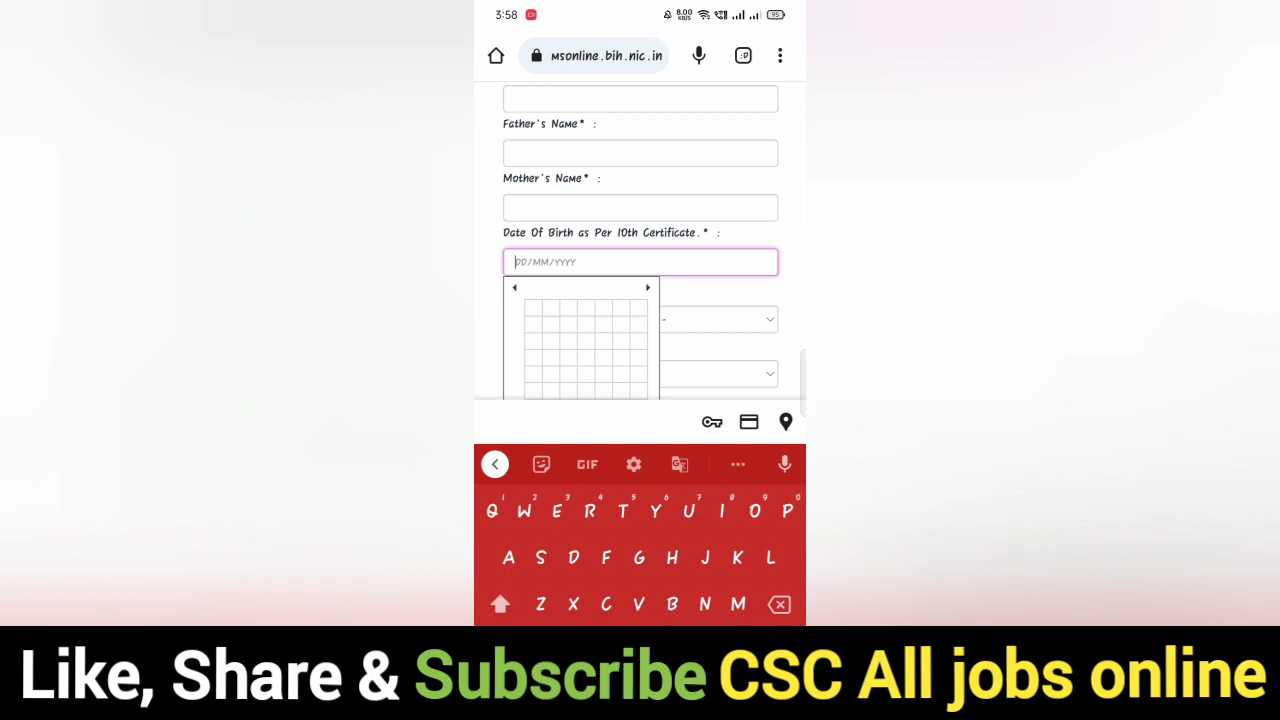 3:58 8.00 KB/S 95
msonline.bih.nic.in :D
Father's Name* :
Mother's Name* :
Date Of Birth as Per 10th Certificate.* :
DD/MM/YYYY
-
GIF
1 2 3 4 5 6 7 8 9 0
Q W E R T Y U I O P
A S D F G H J K L
Z X C V B N M
Like, Share & Subscribe CSC All jobs online